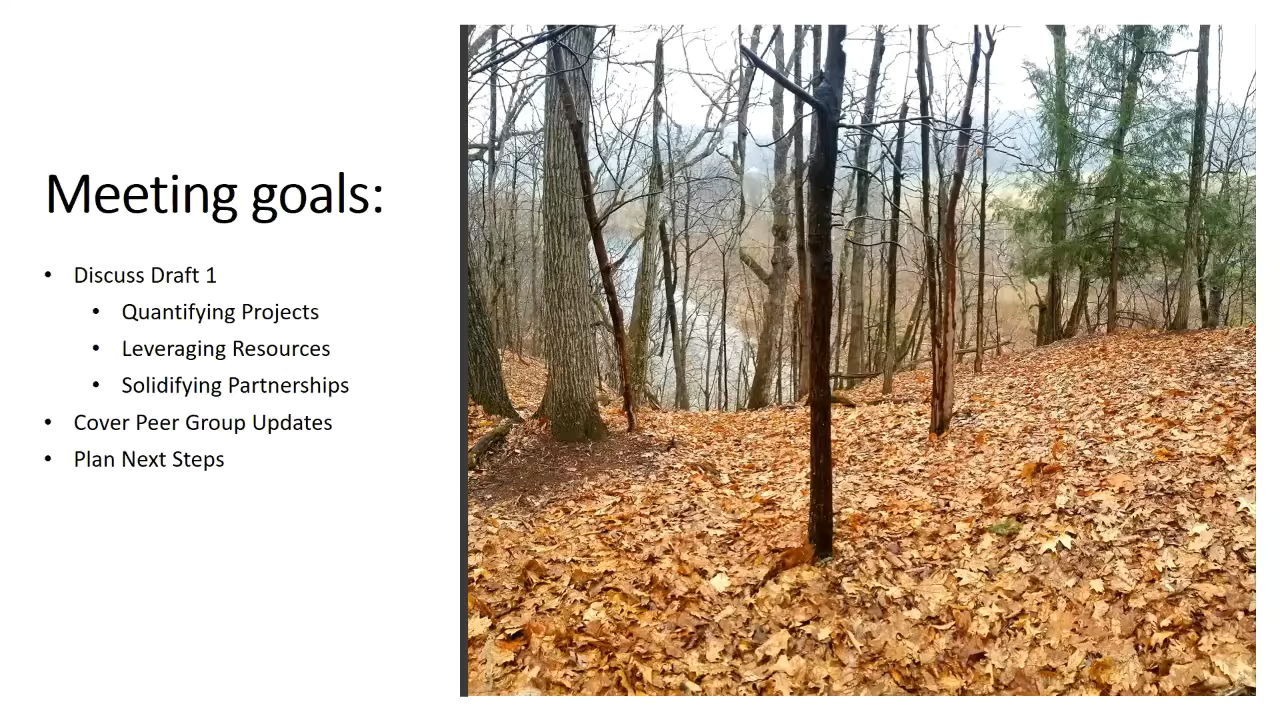 Meeting goals:
• Discuss Draft 1
• Quantifying Projects
• Leveraging Resources
• Solidifying Partnerships
• Cover Peer Group Updates
• Plan Next Steps